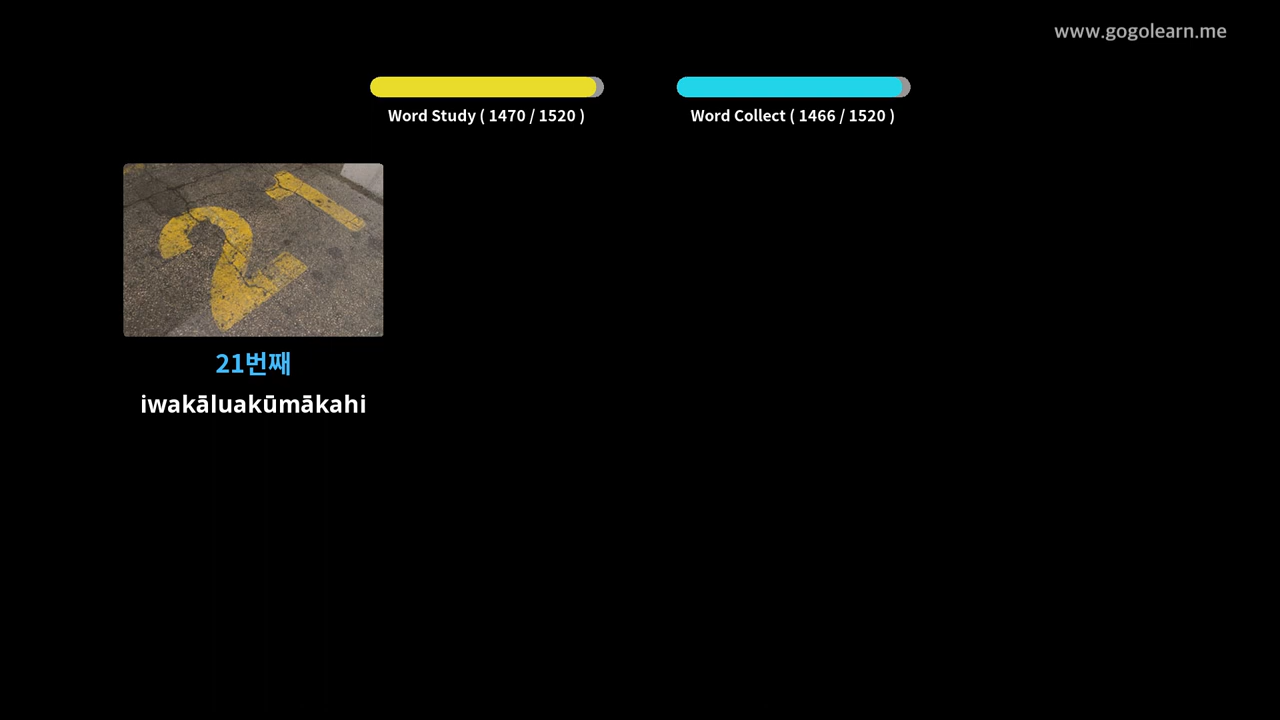 www.gogolearn.me
Word Study ( 1470 / 1520 )
Word Collect ( 1466 / 1520 )
21
21번째
iwakāluakūmākahi